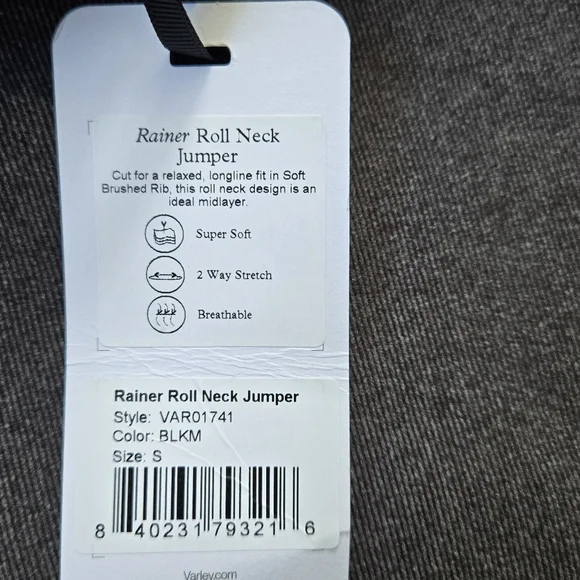 Rainer Roll Neck
Jumper
Cut for a relaxed, longline fit in Soft
Brushed Rib, this roll neck design is an
ideal midlayer.
Super Soft
2 Way Stretch
Breathable
Rainer Roll Neck Jumper
Style: VAR01741
Color: BLKM
Size: S
8 40231 79321 6
Varley.com